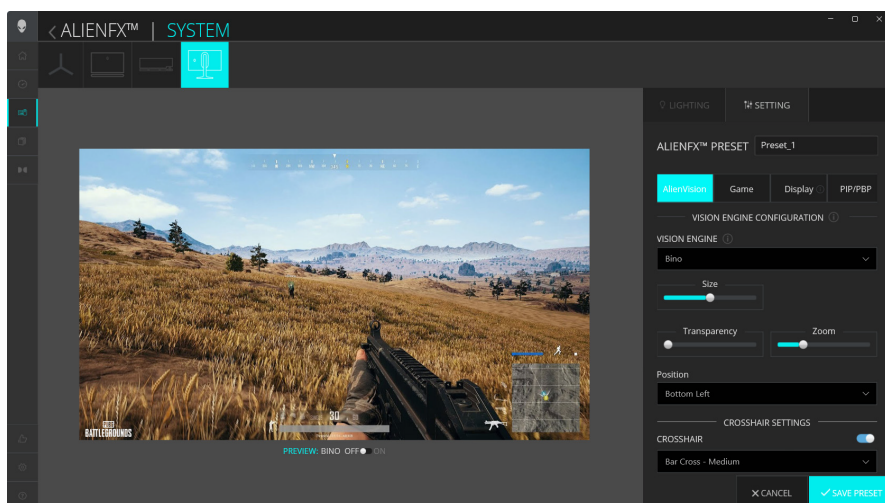 ALIENFX™ | SYSTEM
LIGHTING
SETTING
ALIENFX™ PRESET Preset_1
AlienVision Game Display PIP/PBP
VISION ENGINE CONFIGURATION
VISION ENGINE
Bino
Size
Transparency Zoom
Position
Bottom Left
CROSSHAIR SETTINGS
CROSSHAIR
Bar Cross - Medium
CANCEL SAVE PRESET
30
PUBG
BATTLEGROUNDS
PREVIEW: BINO OFF ON